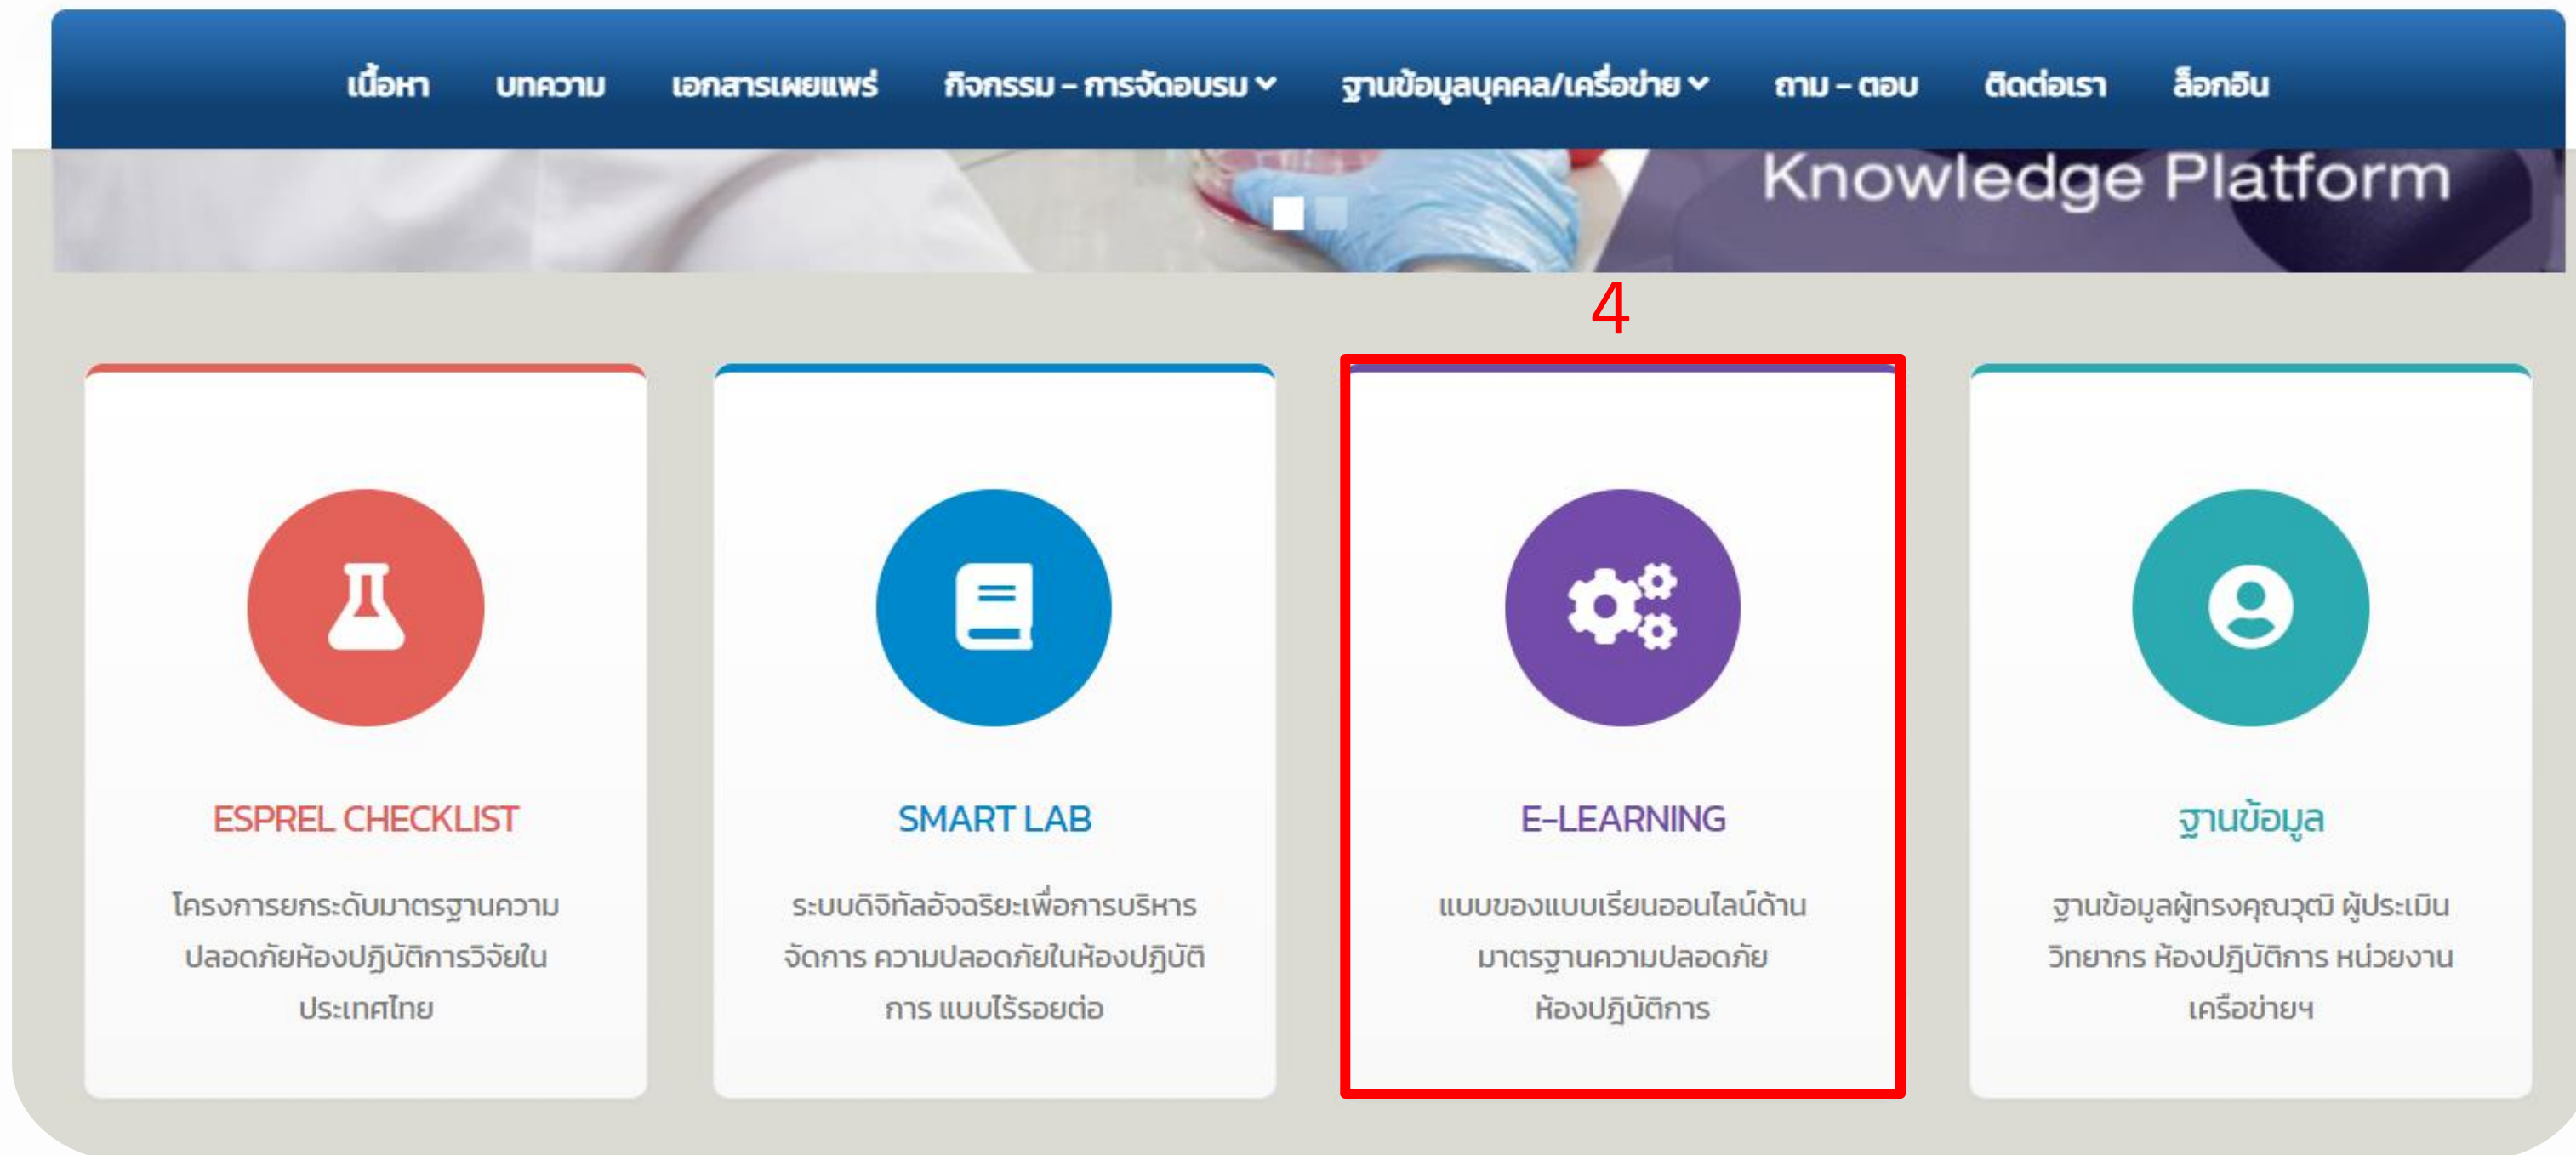 เนื้อหา บทความ เอกสารเผยแพร่ กิจกรรม – การจัดอบรม ฐานข้อมูลบุคคล/เครือข่าย ถาม – ตอบ ติดต่อเรา ล็อกอิน
Knowledge Platform
4
ESPREL CHECKLIST
โครงการยกระดับมาตรฐานความ
ปลอดภัยห้องปฏิบัติการวิจัยใน
ประเทศไทย
SMART LAB
ระบบดิจิทัลอัจฉริยะเพื่อการบริหาร
จัดการ ความปลอดภัยในห้องปฏิบัติ
การ แบบไร้รอยต่อ
E-LEARNING
แบบของแบบเรียนออนไลน์ด้าน
มาตรฐานความปลอดภัย
ห้องปฏิบัติการ
ฐานข้อมูล
ฐานข้อมูลผู้ทรงคุณวุฒิ ผู้ประเมิน
วิทยากร ห้องปฏิบัติการ หน่วยงาน
เครือข่ายฯ